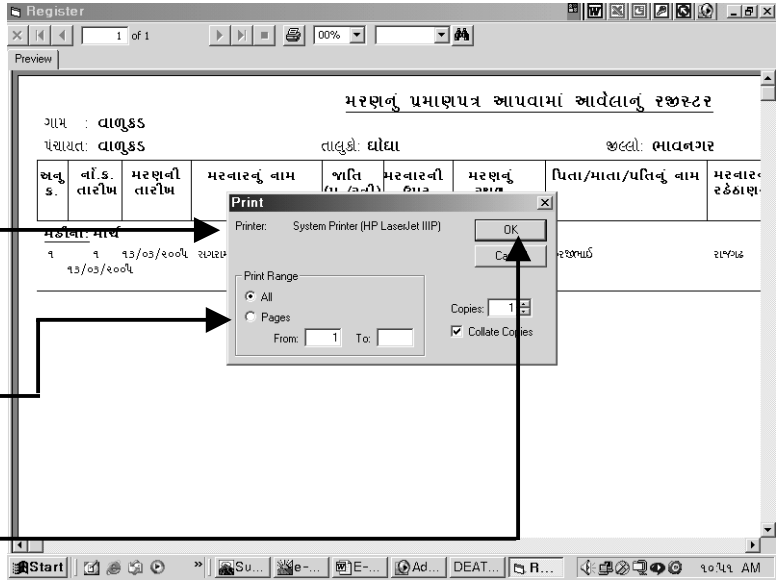 Register
1 of 1 00%
Preview
મરણનું પ્રમાણપત્ર આપવામાં આવેલાનું રજીસ્ટર
ગામ : વાળુકડ
પંચાયત: વાળુકડ તાલુકો: ઘોઘા જીલ્લો: ભાવનગર
અનુ નોં.ક. મરણની મરનારનું નામ જાતિ મરનારની મરણનું પિતા/માતા/પતિનું નામ
ક. તારીખ તારીખ
મહીના: માર્ચ
૧ ૧ ૧૩/૦૩/૨૦૦૫ રાજગઢ
૧૩/૦૩/૨૦૦૫
Print
Printer: System Printer (HP LaserJet IIIP) OK
Print Range
All
Pages
From: 1 To:
Copies: 1
Collate Copies
Start Su... e-... E-... Ad... DEAT... R... ૧૦:૫૧ AM